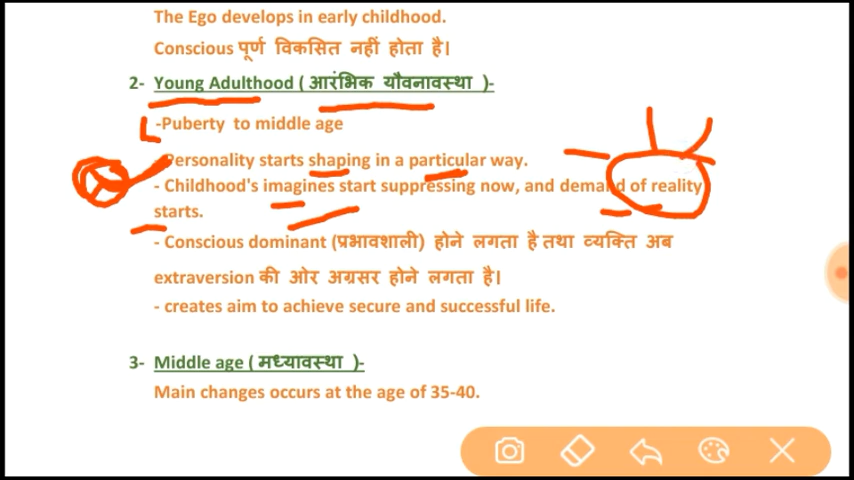 The Ego develops in early childhood.
Conscious पूर्ण विकसित नहीं होता है।
2- Young Adulthood ( आरंभिक यौवनावस्था )-
-Puberty to middle age
Personality starts shaping in a particular way.
- Childhood's imagines start suppressing now, and demand of reality
starts.
- Conscious dominant (प्रभावशाली) होने लगता है तथा व्यक्ति अब
extraversion की ओर अग्रसर होने लगता है।
- creates aim to achieve secure and successful life.
3- Middle age ( मध्यावस्था )-
Main changes occurs at the age of 35-40.